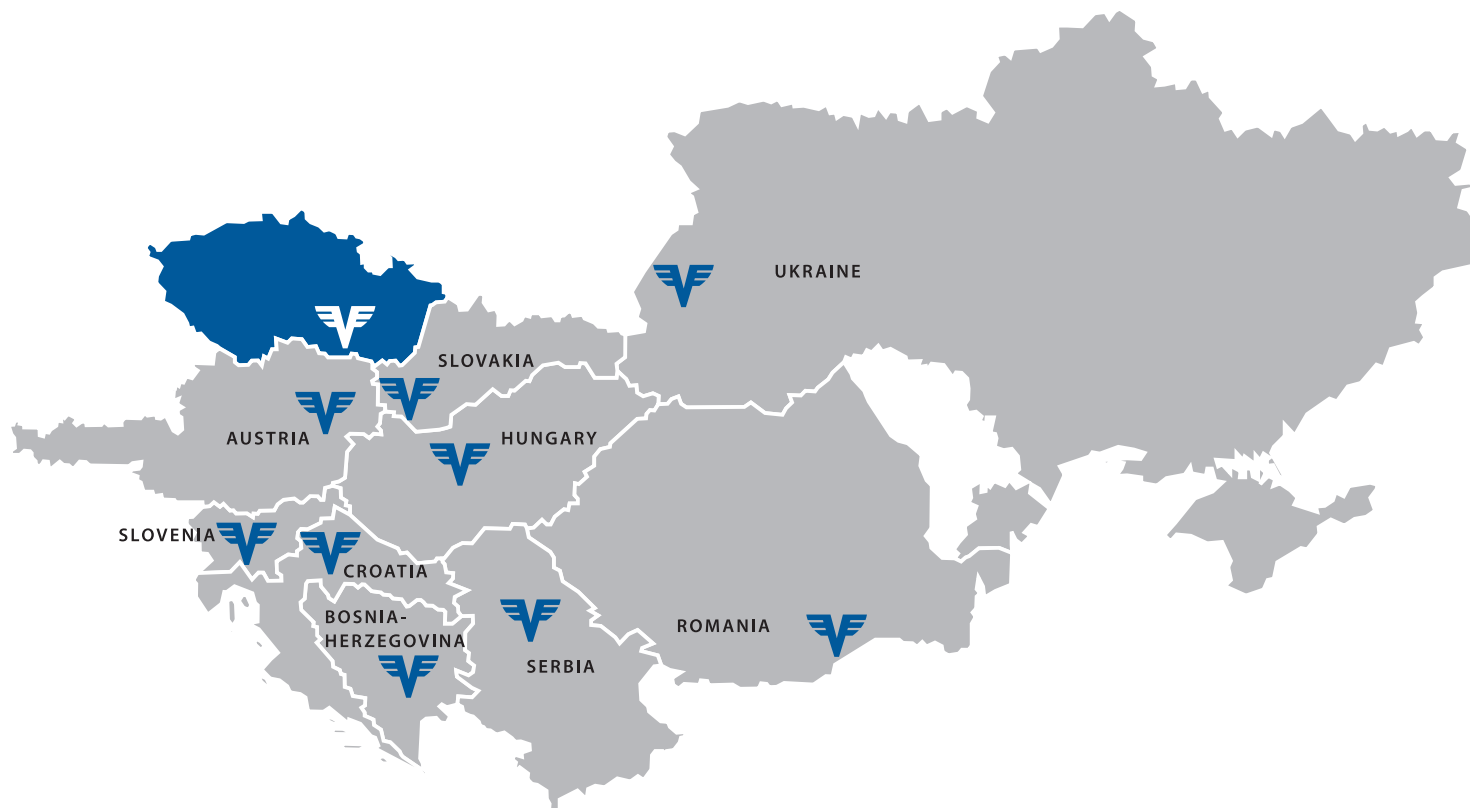 UKRAINE
SLOVAKIA
AUSTRIA
HUNGARY
SLOVENIA
CROATIA
BOSNIA-
HERZEGOVINA
ROMANIA
SERBIA